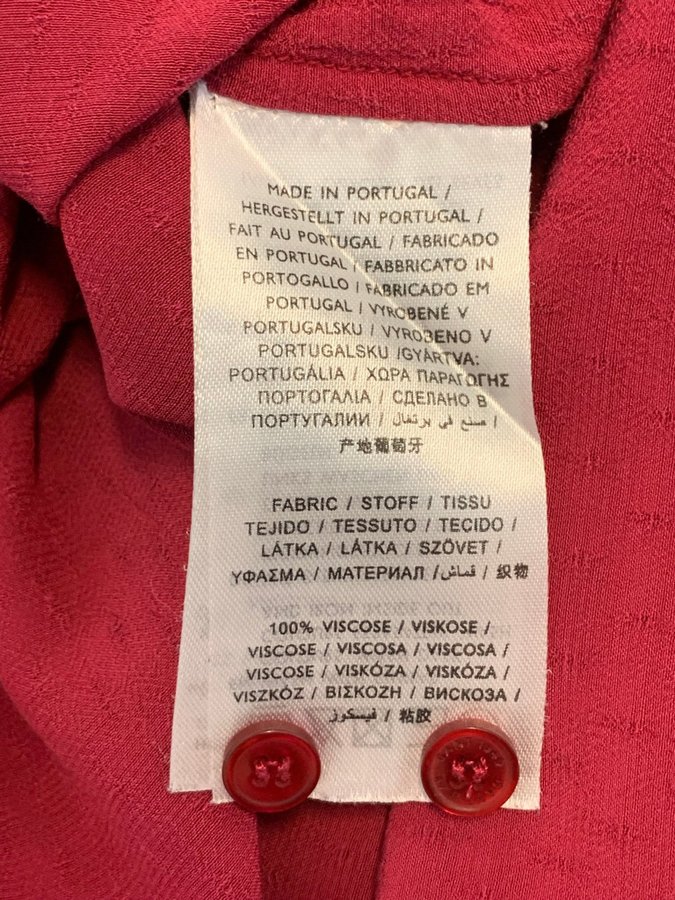 MADE IN PORTUGAL /
HERGESTELLT IN PORTUGAL /
FAIT AU PORTUGAL / FABRICADO
EN PORTUGAL / FABBRICATO IN
PORTOGALLO / FABRICADO EM
PORTUGAL / VYROBENÉ V
PORTUGALSKU / VYROBENO V
PORTUGALSKU /GYÁRTVA:
PORTUGÁLIA / ΧΩΡΑ ΠΑΡΑΓΩΓΗΣ
ΠΟΡΤΟΓΑΛΙΑ / СДЕЛАНО В
ПОРТУГАЛИИ / صنع في برتغال /
产地葡萄牙
FABRIC / STOFF / TISSU
TEJIDO / TESSUTO / TECIDO /
LÁTKA / LÁTKA / SZÖVET /
ΥΦΑΣΜΑ / МАТЕРИАЛ /قماش / 织物
100% VISCOSE / VISKOSE /
VISCOSE / VISCOSA / VISCOSA /
VISCOSE / VISKÓZA / VISKÓZA /
VISZKÓZ / ΒΙΣΚΟΖΗ / ВИСКОЗА /
فيسكوز / 粘胶